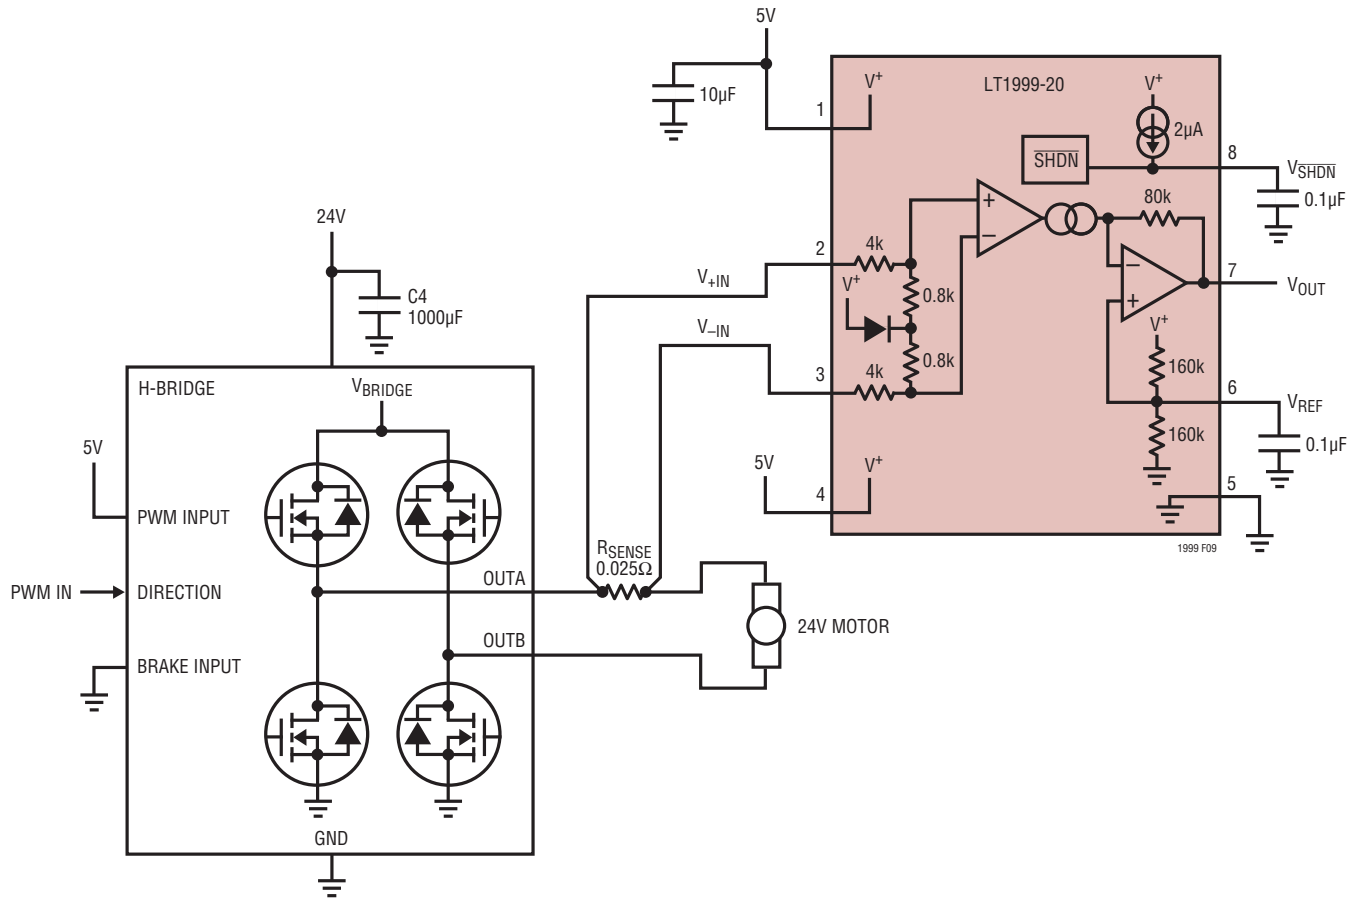 5V
10µF
1
V+
LT1999-20
V+
2µA
SHDN
8
VSHDN
0.1µF
24V
C4
1000µF
V+IN
2
4k
V+
0.8k
80k
7
VOUT
V–IN
3
4k
0.8k
V+
160k
160k
6
VREF
0.1µF
5V
4
V+
5
1999 F09
H-BRIDGE
VBRIDGE
5V
PWM INPUT
PWM IN
DIRECTION
BRAKE INPUT
OUTA
OUTB
RSENSE
0.025Ω
24V MOTOR
GND
+
–
–
+